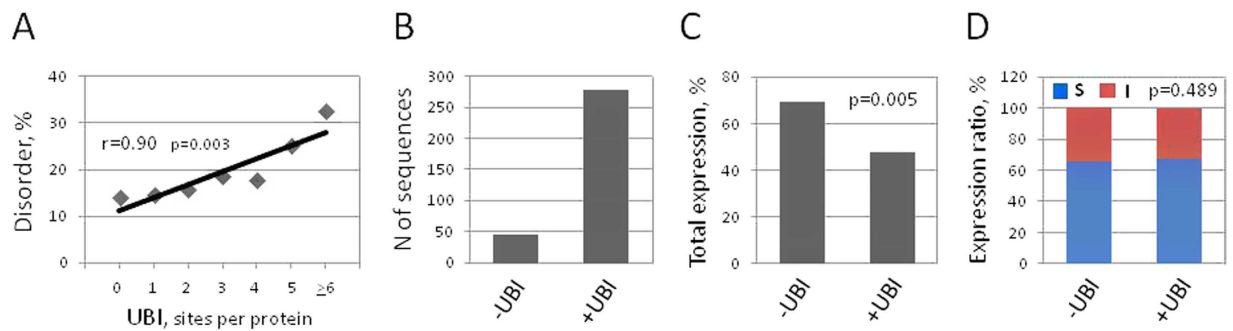 A
Disorder, %
40
30
20
10
0
r=0.90 p=0.003
0 1 2 3 4 5 ≥6
UBI, sites per protein
B
N of sequences
300
250
200
150
100
50
0
-UBI +UBI
C
Total expression, %
80
60
40
20
0
p=0.005
-UBI +UBI
D
Expression ratio, %
120
100
80
60
40
20
0
S I p=0.489
-UBI +UBI